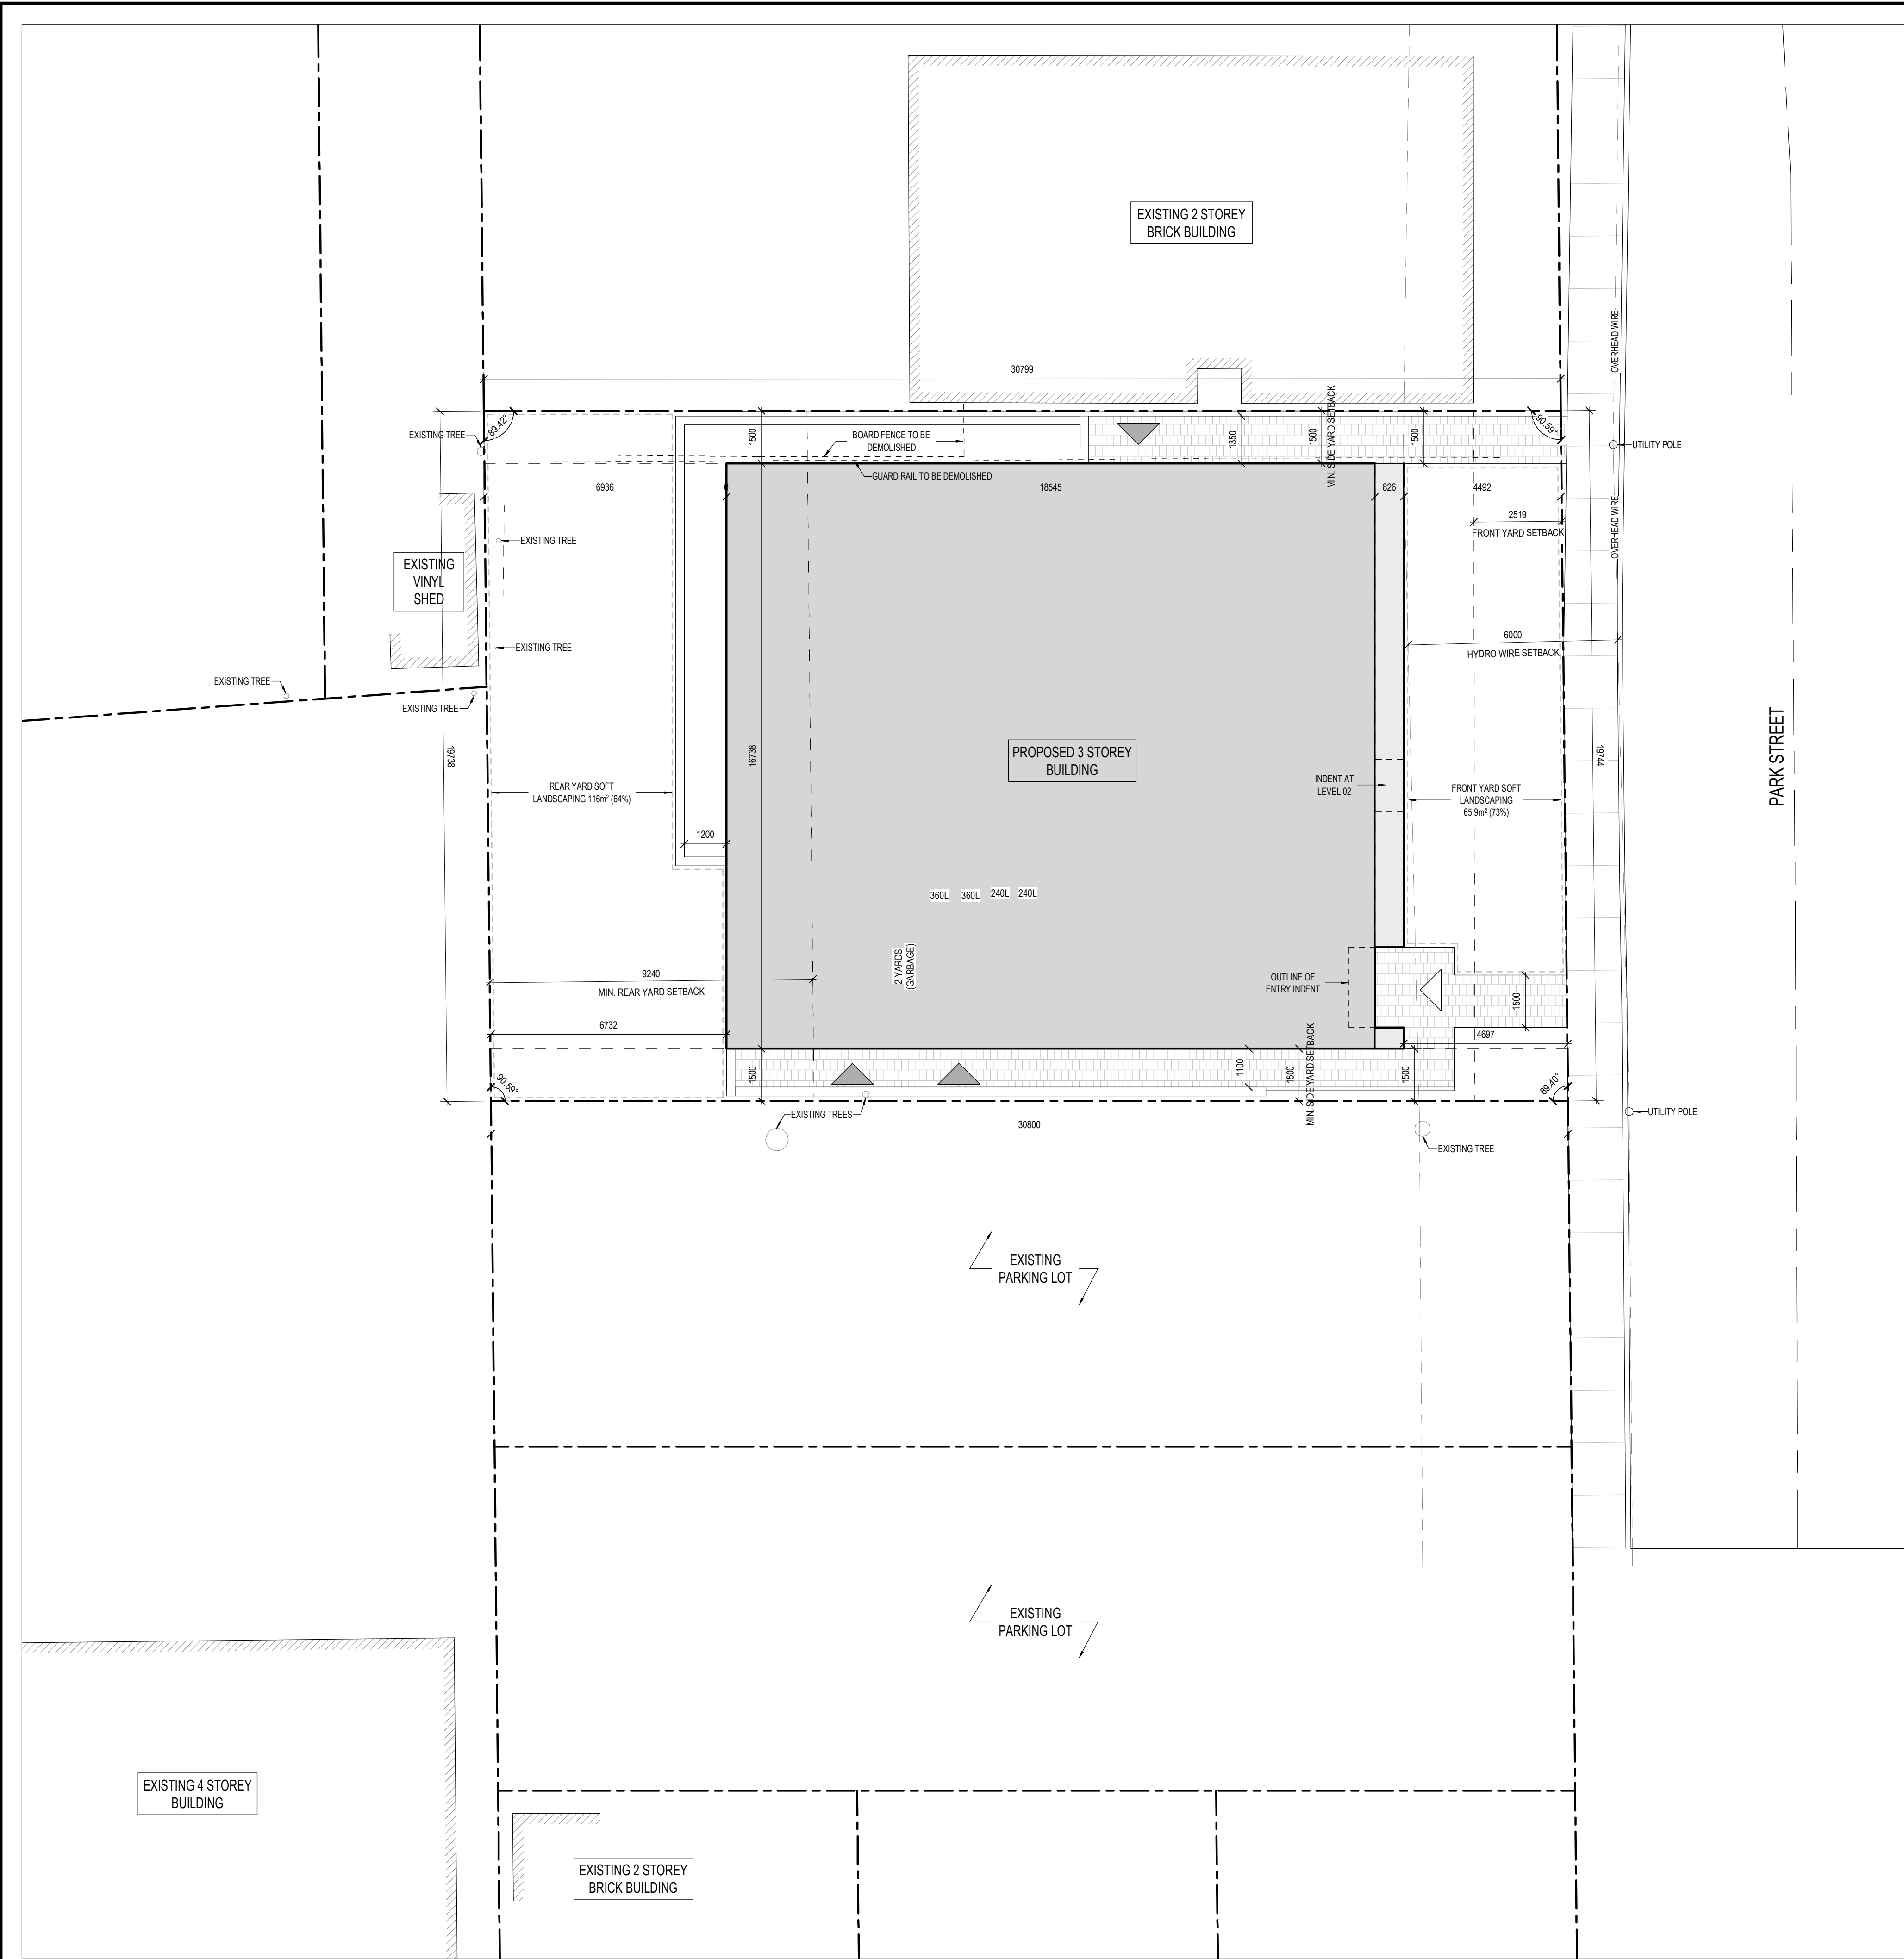 EXISTING 2 STOREY
BRICK BUILDING
OVERHEAD WIRE
30799
MIN. SIDE YARD SETBACK
89.42°
90.59°
EXISTING TREE
1500
BOARD FENCE TO BE
DEMOLISHED
1350
1500
1500
UTILITY POLE
GUARD RAIL TO BE DEMOLISHED
6936
0
18545
826
4492
2519
FRONT YARD SETBACK
OVERHEAD WIRE
EXISTING TREE
EXISTING
VINYL
SHED
EXISTING TREE
6000
HYDRO WIRE SETBACK
EXISTING TREE
EXISTING TREE
19738
16738
PROPOSED 3 STOREY
BUILDING
19744
PARK STREET
REAR YARD SOFT
LANDSCAPING 116m² (64%)
INDENT AT
LEVEL 02
FRONT YARD SOFT
LANDSCAPING
65.9m² (73%)
1200
360L
360L
240L
240L
2 YARDS
(GARBAGE)
9240
MIN. REAR YARD SETBACK
OUTLINE OF
ENTRY INDENT
1500
6732
4697
1500
1100
1500
MIN. SIDE YARD SETBACK
1500
90.59°
89.40°
EXISTING TREES
UTILITY POLE
30800
EXISTING TREE
EXISTING
PARKING LOT
EXISTING
PARKING LOT
EXISTING 4 STOREY
BUILDING
EXISTING 2 STOREY
BRICK BUILDING